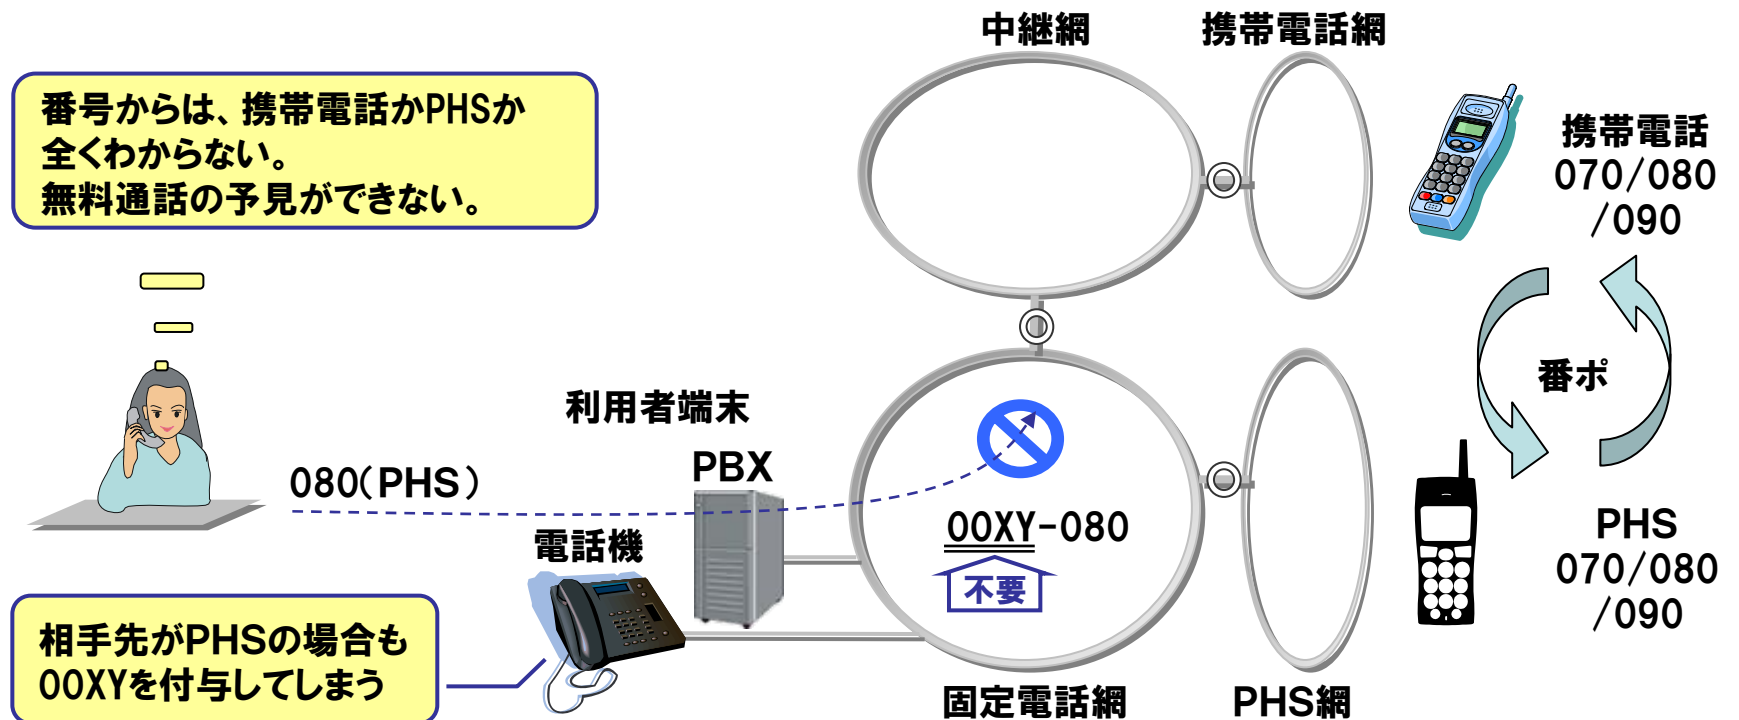 中継網
携帯電話網
番号からは、携帯電話かPHSか
全くわからない。
無料通話の予見ができない。
携帯電話
070/080
/090
番ポ
利用者端末
PBX
080(PHS)
電話機
00XY-080
不要
PHS
070/080
/090
相手先がPHSの場合も
00XYを付与してしまう
固定電話網
PHS網